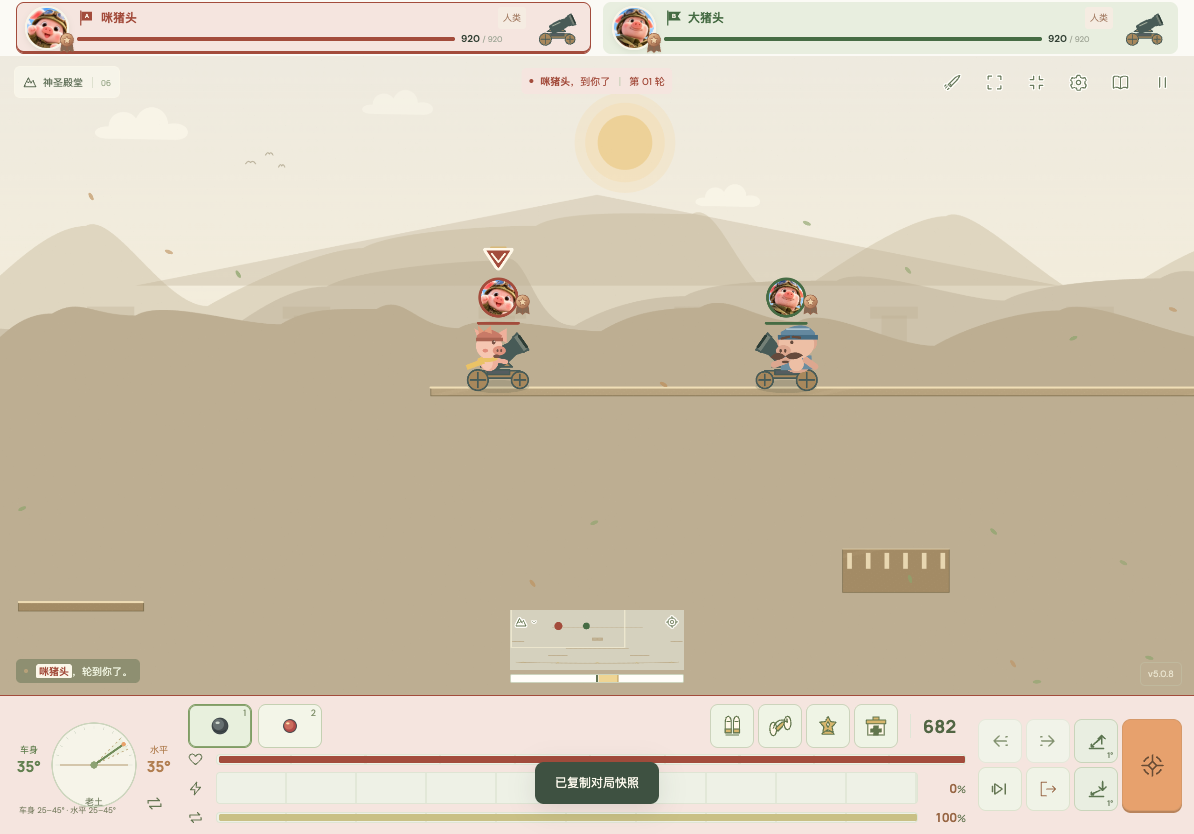 A 咪猪头 人类
920 / 920
B 大猪头 人类
920 / 920
神圣殿堂 06
咪猪头，到你了 第 01 轮
咪猪头，轮到你了。
v5.0.8
1
2
682
车身
35°
水平
35°
老土
车身 25–45° · 水平 25–45°
已复制对局快照
0%
100%
1°
1°